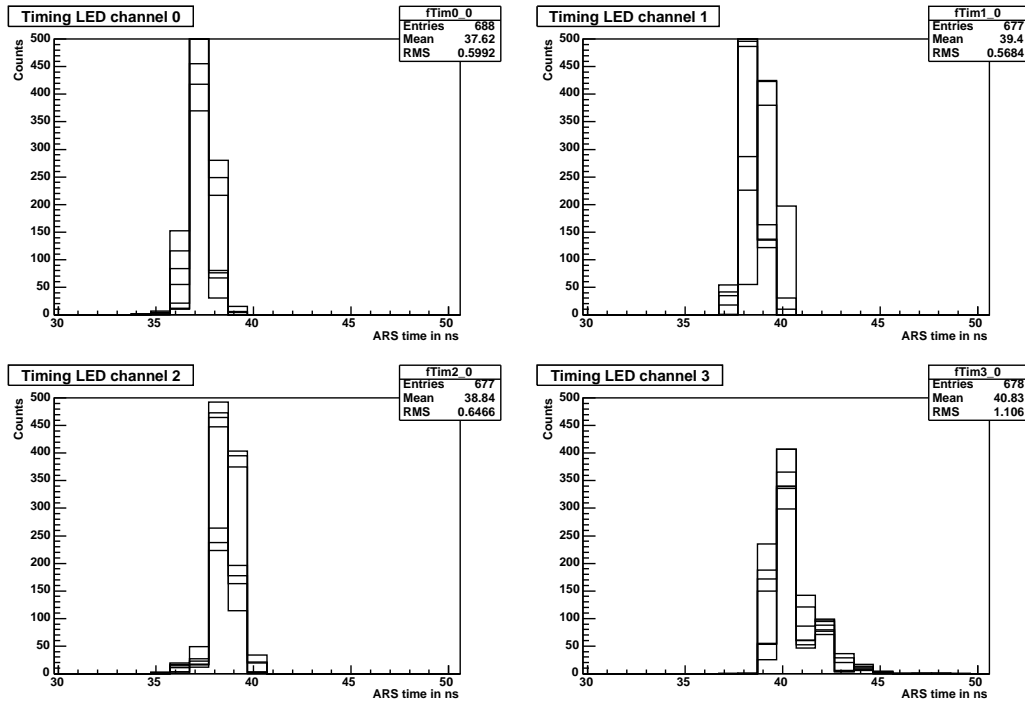 Timing LED channel 0
fTim0_0
Entries 688
Mean 37.62
RMS 0.5992
Counts
500
450
400
350
300
250
200
150
100
50
0
30 35 40 45 50
ARS time in ns
Timing LED channel 1
fTim1_0
Entries 677
Mean 39.4
RMS 0.5684
Counts
500
450
400
350
300
250
200
150
100
50
0
30 35 40 45 50
ARS time in ns
Timing LED channel 2
fTim2_0
Entries 677
Mean 38.84
RMS 0.6466
Counts
500
450
400
350
300
250
200
150
100
50
0
30 35 40 45 50
ARS time in ns
Timing LED channel 3
fTim3_0
Entries 678
Mean 40.83
RMS 1.106
Counts
500
450
400
350
300
250
200
150
100
50
0
30 35 40 45 50
ARS time in ns